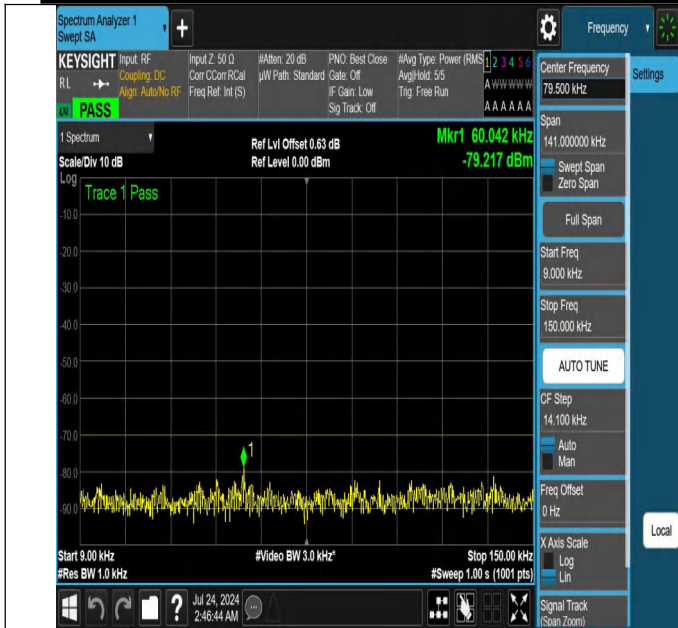 Spectrum Analyzer 1
Swept SA
+
Frequency
KEYSIGHT
RL
PASS
Input: RF
Coupling: DC
Align: Auto/No RF
Input Z: 50 Ω
Corr CCorr RCal
Freq Ref: Int (S)
#Atten: 20 dB
µW Path: Standard
PNO: Best Close
Gate: Off
IF Gain: Low
Sig Track: Off
#Avg Type: Power (RMS
Avg|Hold: 5/5
Trig: Free Run
1 2 3 4 5 6
A W W W W W
A A A A A A
1 Spectrum
Scale/Div 10 dB
Log
Ref Lvl Offset 0.63 dB
Ref Level 0.00 dBm
Mkr1 60.042 kHz
-79.217 dBm
Trace 1 Pass
-10.0
-20.0
-30.0
-40.0
-50.0
-60.0
-70.0
-80.0
-90.0
1
Start 9.00 kHz
#Res BW 1.0 kHz
#Video BW 3.0 kHz*
Stop 150.00 kHz
#Sweep 1.00 s (1001 pts)
?
Jul 24, 2024
2:46:44 AM
Center Frequency
79.500 kHz
Settings
Span
141.000000 kHz
Swept Span
Zero Span
Full Span
Start Freq
9.000 kHz
Stop Freq
150.000 kHz
AUTO TUNE
CF Step
14.100 kHz
Auto
Man
Freq Offset
0 Hz
X Axis Scale
Log
Lin
Local
Signal Track
(Span Zoom)